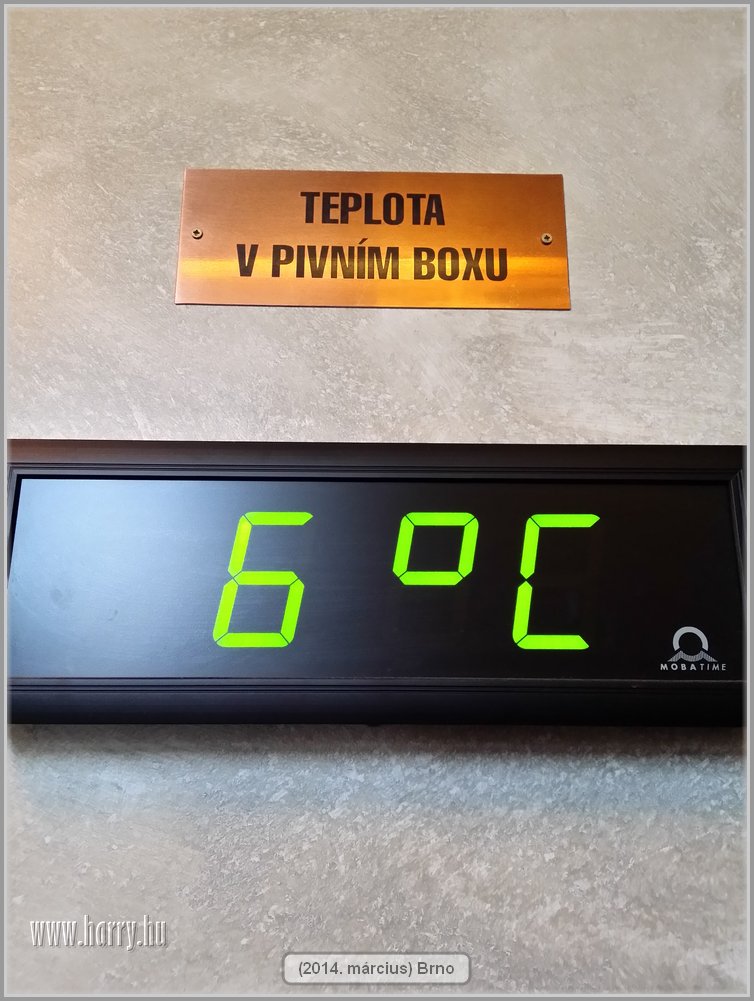 TEPLOTA
V PIVNÍM BOXU
6 °C
MOBATIME
www.harry.hu
(2014. március) Brno